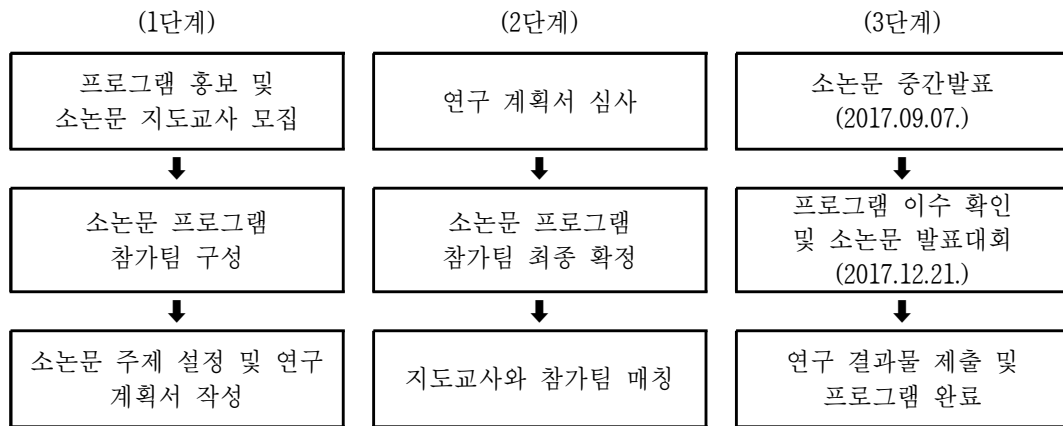 (1단계)
프로그램 홍보 및
소논문 지도교사 모집
소논문 프로그램
참가팀 구성
소논문 주제 설정 및 연구
계획서 작성
(2단계)
연구 계획서 심사
소논문 프로그램
참가팀 최종 확정
지도교사와 참가팀 매칭
(3단계)
소논문 중간발표
(2017.09.07.)
프로그램 이수 확인
및 소논문 발표대회
(2017.12.21.)
연구 결과물 제출 및
프로그램 완료